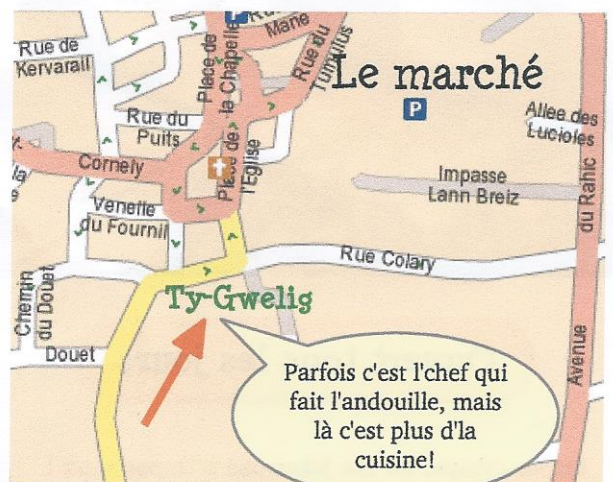 P
Rue de
Kervarail
Place de
la Chapelle
Mane
Rue du
Tumulus
Le marché
P
Rue du
Puits
Allee des
Lucioles
Cornely
Place de
l'Eglise
Impasse
Lann Breiz
Venelle
du Fournil
du Rahic
Avenue
Rue Colary
Chemin
du Douet
Ty-Gwelig
Douet
Parfois c'est l'chef qui
fait l'andouille, mais
là c'est plus d'la
cuisine!